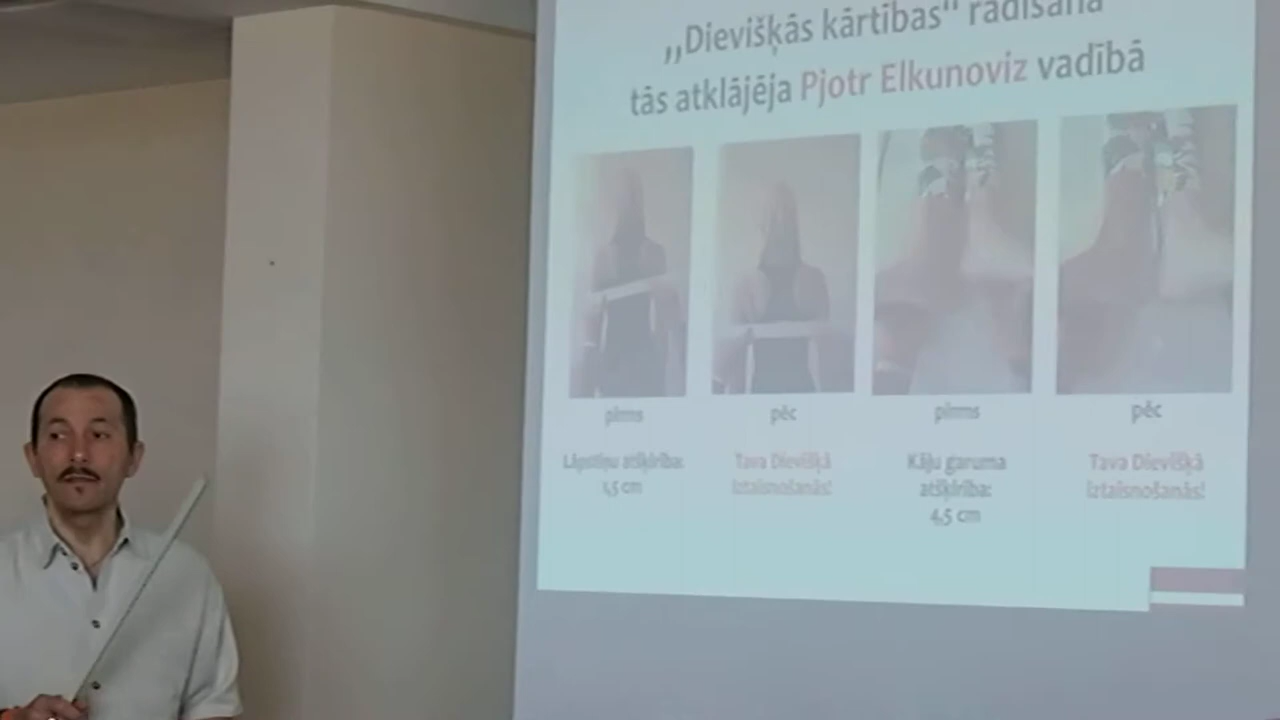 „Dievišķās kārtības" radīšana
tās atklājēja Pjotr Elkunoviz vadībā
pirms
pēc
pirms
pēc
Lāpstiņu atšķirība:
1,5 cm
Tava Dievišķā
Iztaisnošanās!
Kāju garuma
atšķirība:
4,5 cm
Tava Dievišķā
Iztaisnošanās!